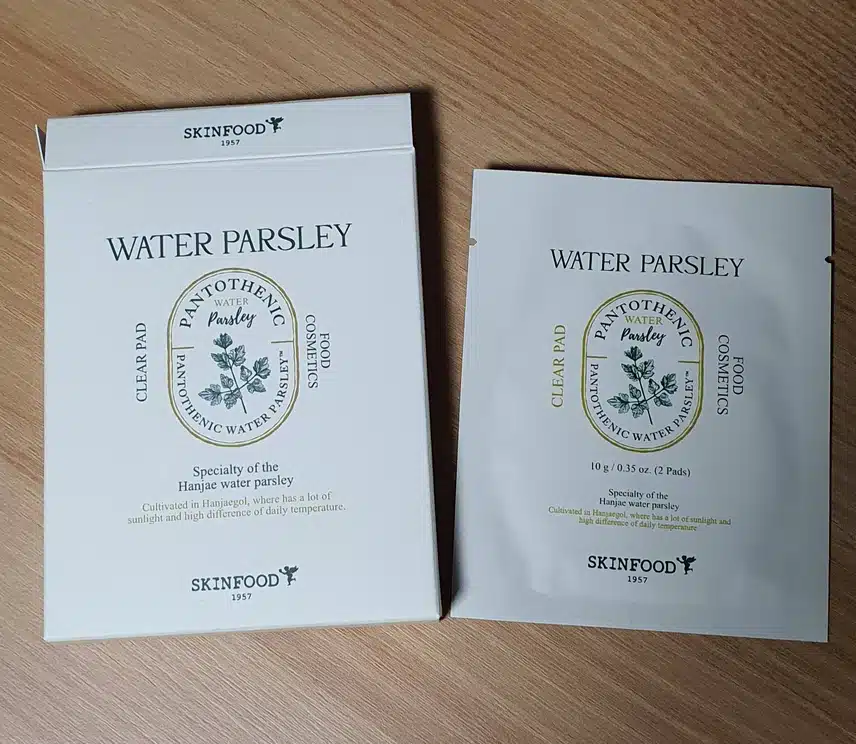 SKINFOOD
1957
WATER PARSLEY
PANTOTHENIC
WATER
Parsley
PANTOTHENIC WATER PARSLEY™
CLEAR PAD
FOOD
COSMETICS
Specialty of the
Hanjae water parsley
Cultivated in Hanjaegol, where has a lot of
sunlight and high difference of daily temperature.
SKINFOOD
1957
WATER PARSLEY
PANTOTHENIC
WATER
Parsley
PANTOTHENIC WATER PARSLEY™
CLEAR PAD
FOOD
COSMETICS
10 g / 0.35 oz. (2 Pads)
Specialty of the
Hanjae water parsley
Cultivated in Hanjaegol, where has a lot of sunlight and
high difference of daily temperature
SKINFOOD
1957